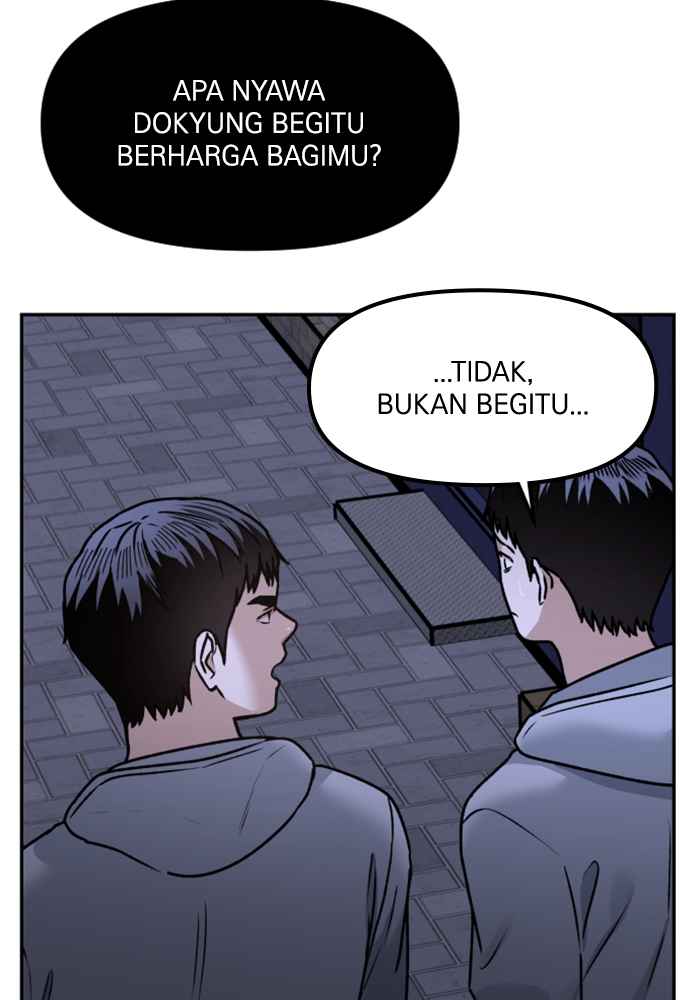 APA NYAWA
DOKYUNG BEGITU
BERHARGA BAGIMU?
...TIDAK,
BUKAN BEGITU...